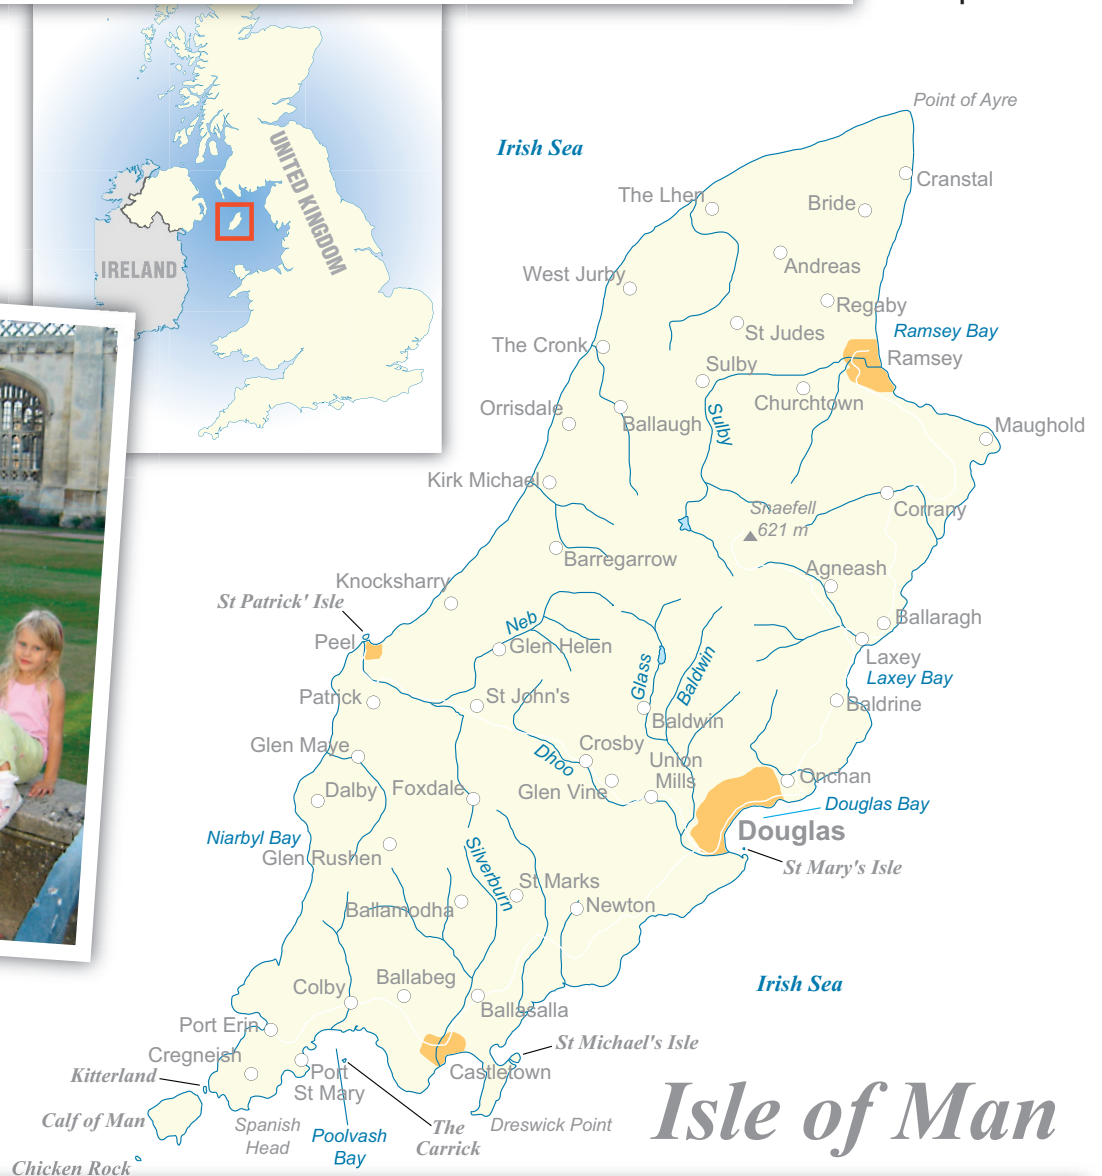 UNITED KINGDOM
IRELAND
Point of Ayre
Irish Sea
Cranstal
The Lhen
Bride
Andreas
West Jurby
Regaby
St Judes
Ramsey Bay
The Cronk
Ramsey
Sulby
Churchtown
Orrisdale
Ballaugh
Sulby
Maughold
Kirk Michael
Snaefell
621 m
Corrany
Barregarrow
Agneash
Knocksharry
St Patrick' Isle
Ballaragh
Neb
Peel
Glen Helen
Laxey
Laxey Bay
Glass
Baldwin
Patrick
St John's
Baldrine
Baldwin
Glen Maye
Crosby
Dhoo
Union
Mills
Onchan
Dalby
Foxdale
Glen Vine
Douglas Bay
Niarbyl Bay
Douglas
Glen Rushen
St Mary's Isle
Silverburn
St Marks
Ballamodha
Newton
Irish Sea
Colby
Ballabeg
Ballasalla
Port Erin
St Michael's Isle
Cregneish
Kitterland
Port
St Mary
Castletown
Calf of Man
Spanish
Head
Poolvash
Bay
The
Carrick
Dreswick Point
Isle of Man
Chicken Rock